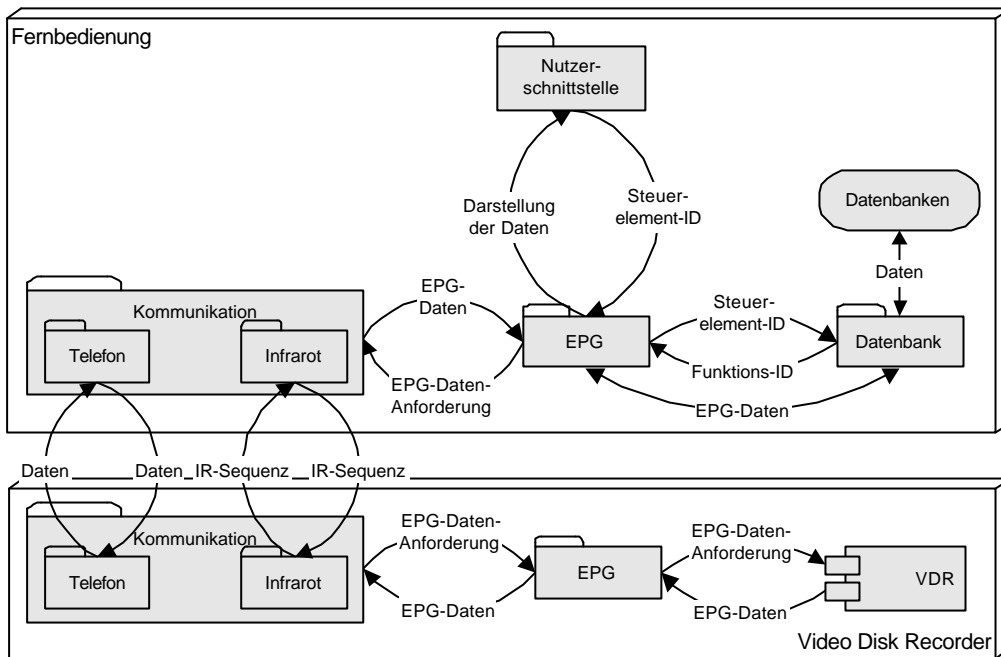 Fernbedienung
Nutzer-
schnittstelle
Darstellung
der Daten
Steuer-
element-ID
Datenbanken
Daten
Kommunikation
Telefon
Infrarot
EPG-
Daten
EPG-Daten-
Anforderung
EPG
Steuer-
element-ID
Funktions-ID
EPG-Daten
Datenbank
Daten
Daten
IR-Sequenz
IR-Sequenz
Kommunikation
Telefon
Infrarot
EPG-Daten-
Anforderung
EPG-Daten
EPG
EPG-Daten-
Anforderung
EPG-Daten
VDR
Video Disk Recorder